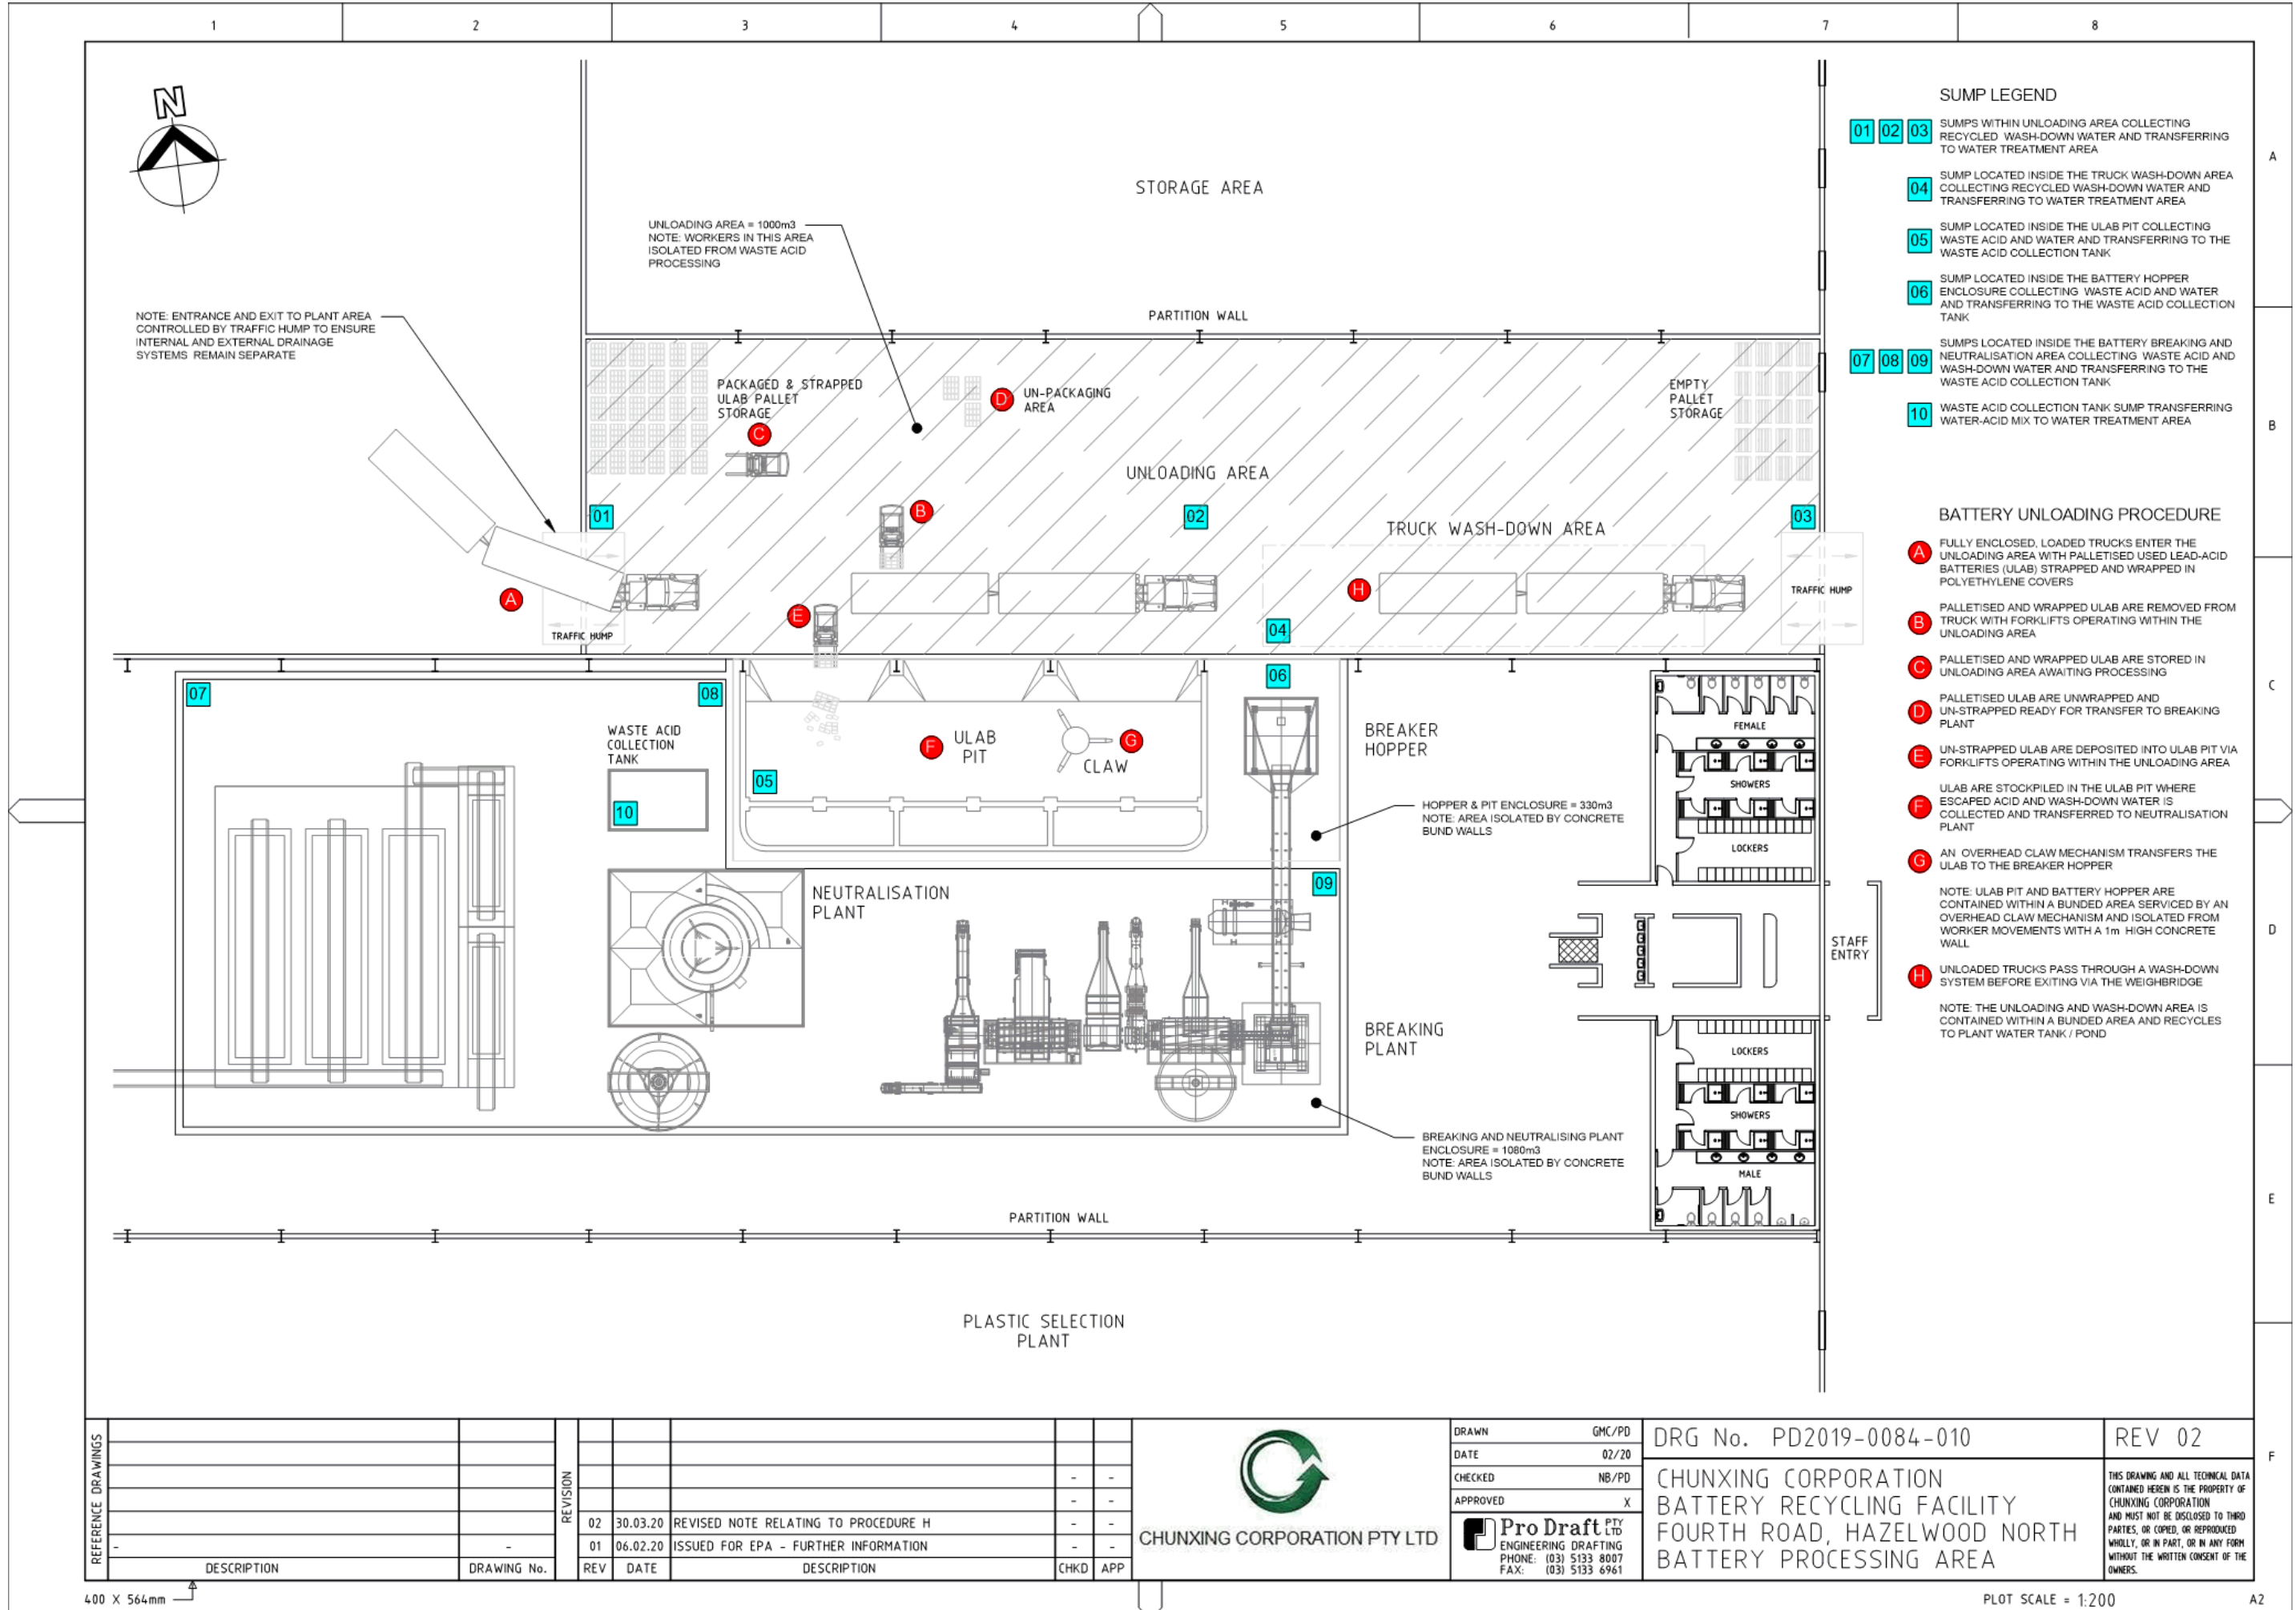 1 2 3 4 5 6 7 8
A
B
C
D
E
F
N
STORAGE AREA
UNLOADING AREA = 1000m3
NOTE: WORKERS IN THIS AREA
ISOLATED FROM WASTE ACID
PROCESSING
NOTE: ENTRANCE AND EXIT TO PLANT AREA
CONTROLLED BY TRAFFIC HUMP TO ENSURE
INTERNAL AND EXTERNAL DRAINAGE
SYSTEMS REMAIN SEPARATE
PARTITION WALL
PACKAGED & STRAPPED
ULAB PALLET
STORAGE
C
D
UN-PACKAGING
AREA
EMPTY
PALLET
STORAGE
UNLOADING AREA
B
01
02
03
TRUCK WASH-DOWN AREA
A
E
H
TRAFFIC HUMP
TRAFFIC HUMP
04
06
07
08
WASTE ACID
COLLECTION
TANK
10
05
F
ULAB
PIT
G
CLAW
BREAKER
HOPPER
HOPPER & PIT ENCLOSURE = 330m3
NOTE: AREA ISOLATED BY CONCRETE
BUND WALLS
09
NEUTRALISATION
PLANT
BREAKING
PLANT
BREAKING AND NEUTRALISING PLANT
ENCLOSURE = 1080m3
NOTE: AREA ISOLATED BY CONCRETE
BUND WALLS
FEMALE
SHOWERS
LOCKERS
STAFF
ENTRY
LOCKERS
SHOWERS
MALE
PARTITION WALL
PLASTIC SELECTION
PLANT
SUMP LEGEND
01 02 03 SUMPS WITHIN UNLOADING AREA COLLECTING
RECYCLED WASH-DOWN WATER AND TRANSFERRING
TO WATER TREATMENT AREA
04 SUMP LOCATED INSIDE THE TRUCK WASH-DOWN AREA
COLLECTING RECYCLED WASH-DOWN WATER AND
TRANSFERRING TO WATER TREATMENT AREA
05 SUMP LOCATED INSIDE THE ULAB PIT COLLECTING
WASTE ACID AND WATER AND TRANSFERRING TO THE
WASTE ACID COLLECTION TANK
06 SUMP LOCATED INSIDE THE BATTERY HOPPER
ENCLOSURE COLLECTING WASTE ACID AND WATER
AND TRANSFERRING TO THE WASTE ACID COLLECTION
TANK
07 08 09 SUMPS LOCATED INSIDE THE BATTERY BREAKING AND
NEUTRALISATION AREA COLLECTING WASTE ACID AND
WASH-DOWN WATER AND TRANSFERRING TO THE
WASTE ACID COLLECTION TANK
10 WASTE ACID COLLECTION TANK SUMP TRANSFERRING
WATER-ACID MIX TO WATER TREATMENT AREA
BATTERY UNLOADING PROCEDURE
A FULLY ENCLOSED, LOADED TRUCKS ENTER THE
UNLOADING AREA WITH PALLETISED USED LEAD-ACID
BATTERIES (ULAB) STRAPPED AND WRAPPED IN
POLYETHYLENE COVERS
B PALLETISED AND WRAPPED ULAB ARE REMOVED FROM
TRUCK WITH FORKLIFTS OPERATING WITHIN THE
UNLOADING AREA
C PALLETISED AND WRAPPED ULAB ARE STORED IN
UNLOADING AREA AWAITING PROCESSING
D PALLETISED ULAB ARE UNWRAPPED AND
UN-STRAPPED READY FOR TRANSFER TO BREAKING
PLANT
E UN-STRAPPED ULAB ARE DEPOSITED INTO ULAB PIT VIA
FORKLIFTS OPERATING WITHIN THE UNLOADING AREA
F ULAB ARE STOCKPILED IN THE ULAB PIT WHERE
ESCAPED ACID AND WASH-DOWN WATER IS
COLLECTED AND TRANSFERRED TO NEUTRALISATION
PLANT
G AN OVERHEAD CLAW MECHANISM TRANSFERS THE
ULAB TO THE BREAKER HOPPER
NOTE: ULAB PIT AND BATTERY HOPPER ARE
CONTAINED WITHIN A BUNDED AREA SERVICED BY AN
OVERHEAD CLAW MECHANISM AND ISOLATED FROM
WORKER MOVEMENTS WITH A 1m HIGH CONCRETE
WALL
H UNLOADED TRUCKS PASS THROUGH A WASH-DOWN
SYSTEM BEFORE EXITING VIA THE WEIGHBRIDGE
NOTE: THE UNLOADING AND WASH-DOWN AREA IS
CONTAINED WITHIN A BUNDED AREA AND RECYCLES
TO PLANT WATER TANK / POND
REFERENCE DRAWINGS
- -
DESCRIPTION DRAWING No.
REVISION
- -
- -
02 30.03.20 REVISED NOTE RELATING TO PROCEDURE H - -
01 06.02.20 ISSUED FOR EPA - FURTHER INFORMATION - -
REV DATE DESCRIPTION CHKD APP
CHUNXING CORPORATION PTY LTD
DRAWN GMC/PD
DATE 02/20
CHECKED NB/PD
APPROVED X
Pro Draft PTY LTD
ENGINEERING DRAFTING
PHONE: (03) 5133 8007
FAX: (03) 5133 6961
DRG No. PD2019-0084-010
REV 02
CHUNXING CORPORATION
BATTERY RECYCLING FACILITY
FOURTH ROAD, HAZELWOOD NORTH
BATTERY PROCESSING AREA
THIS DRAWING AND ALL TECHNICAL DATA
CONTAINED HEREIN IS THE PROPERTY OF
CHUNXING CORPORATION
AND MUST NOT BE DISCLOSED TO THIRD
PARTIES, OR COPIED, OR REPRODUCED
WHOLLY, OR IN PART, OR IN ANY FORM
WITHOUT THE WRITTEN CONSENT OF THE
OWNERS.
400 X 564mm
PLOT SCALE = 1:200
A2